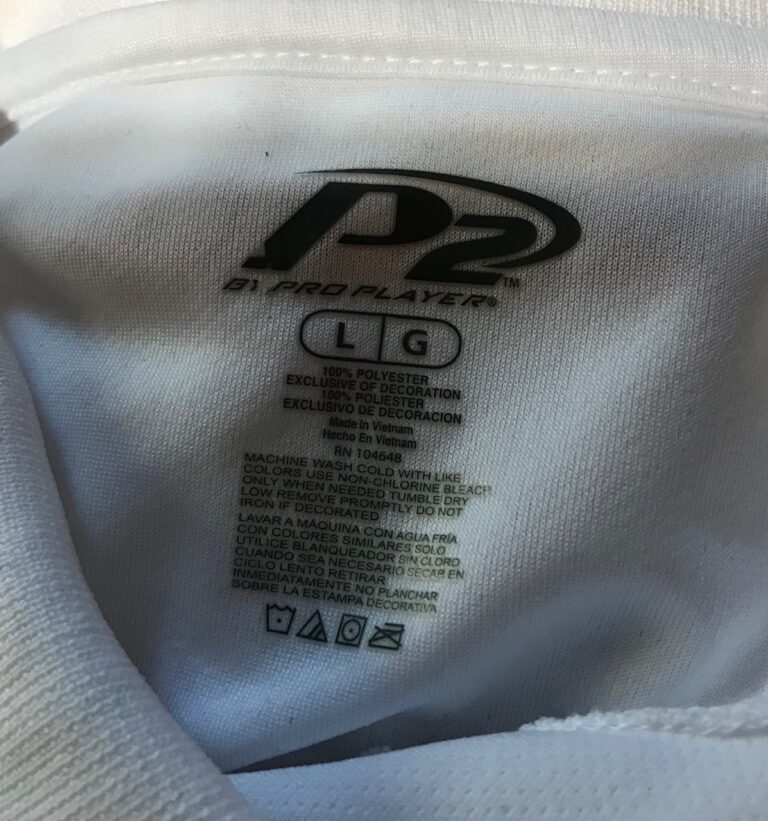 P2™
BY PRO PLAYER®
L G
100% POLYESTER
EXCLUSIVE OF DECORATION
100% POLIESTER
EXCLUSIVO DE DECORACION
Made In Vietnam
Hecho En Vietnam
RN 104648
MACHINE WASH COLD WITH LIKE
COLORS USE NON-CHLORINE BLEACH
ONLY WHEN NEEDED TUMBLE DRY
LOW REMOVE PROMPTLY DO NOT
IRON IF DECORATED
LAVAR A MÁQUINA CON AGUA FRÍA
CON COLORES SIMILARES SOLO
UTILICE BLANQUEADOR SIN CLORO
CUANDO SEA NECESARIO SECAR EN
CICLO LENTO RETIRAR
INMEDIATAMENTE NO PLANCHAR
SOBRE LA ESTAMPA DECORATIVA